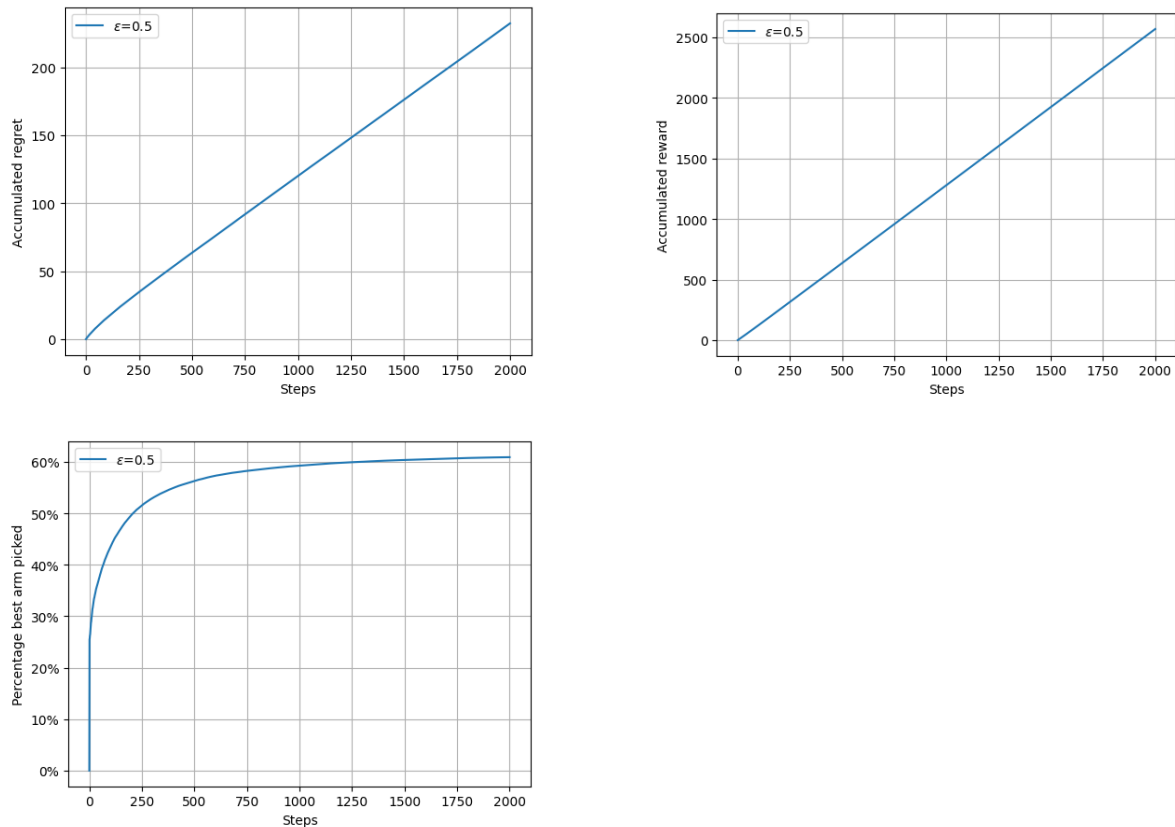 ε=0.5
Accumulated regret
200
150
100
50
0
0 250 500 750 1000 1250 1500 1750 2000
Steps
ε=0.5
Accumulated reward
2500
2000
1500
1000
500
0
0 250 500 750 1000 1250 1500 1750 2000
Steps
ε=0.5
Percentage best arm picked
60%
50%
40%
30%
20%
10%
0%
0 250 500 750 1000 1250 1500 1750 2000
Steps